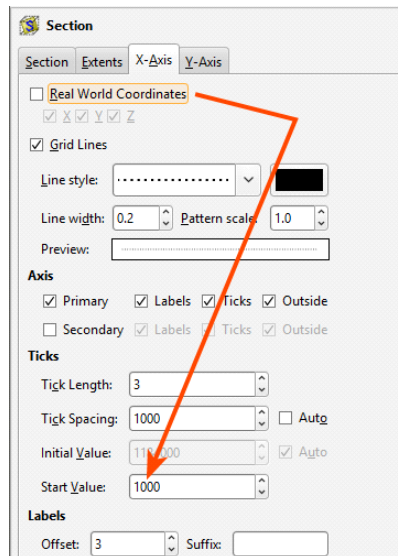 Section
Section Extents X-Axis Y-Axis
Real World Coordinates
X Y Z
Grid Lines
Line style:
Line width: 0.2 Pattern scale: 1.0
Preview:
Axis
Primary Labels Ticks Outside
Secondary Labels Ticks Outside
Ticks
Tick Length: 3
Tick Spacing: 1000 Auto
Initial Value: Auto
Start Value: 1000
Labels
Offset: 3 Suffix: